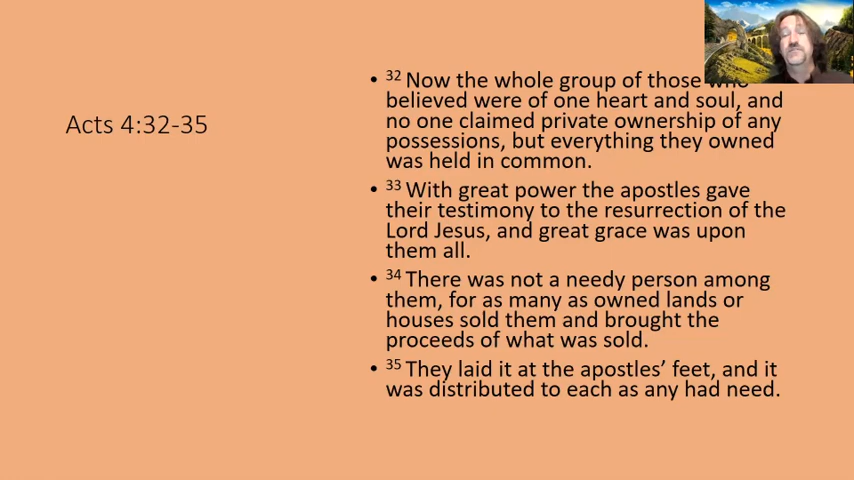 Acts 4:32-35
• 32 Now the whole group of those who
believed were of one heart and soul, and
no one claimed private ownership of any
possessions, but everything they owned
was held in common.
• 33 With great power the apostles gave
their testimony to the resurrection of the
Lord Jesus, and great grace was upon
them all.
• 34 There was not a needy person among
them, for as many as owned lands or
houses sold them and brought the
proceeds of what was sold.
• 35 They laid it at the apostles’ feet, and it
was distributed to each as any had need.